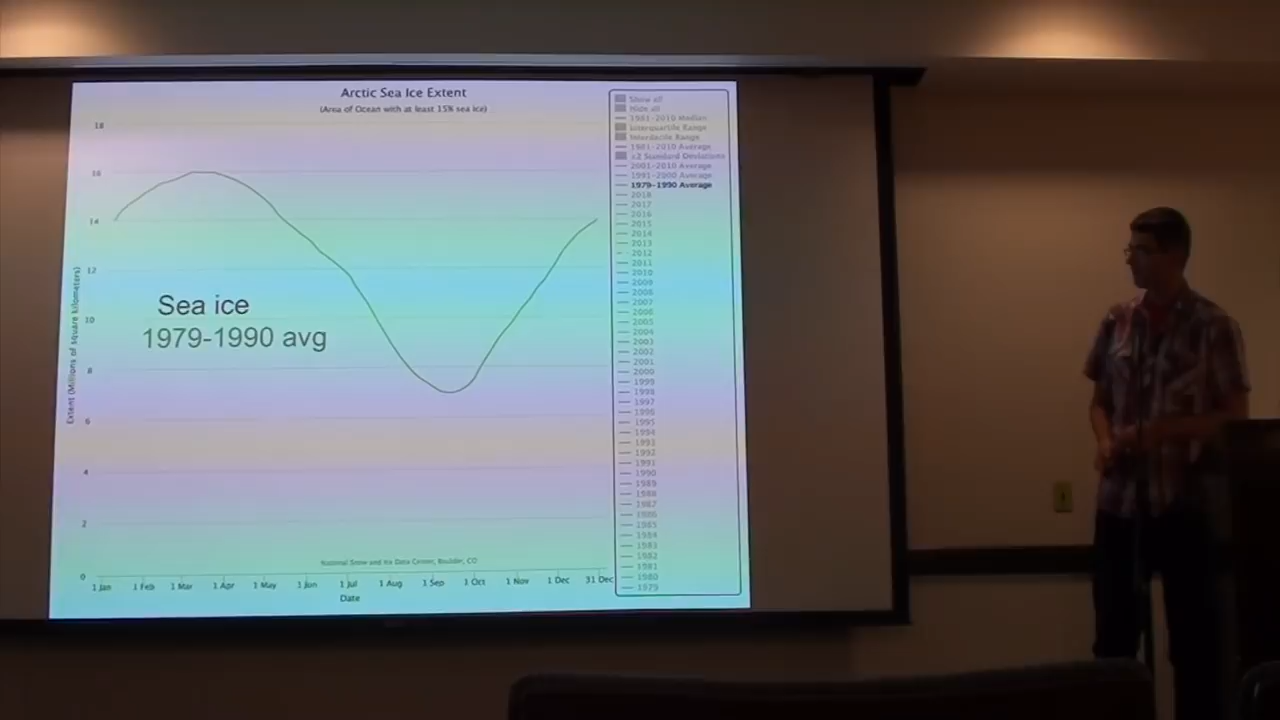 Arctic Sea Ice Extent
(Area of Ocean with at least 15% sea ice)
18
16
14
12
10
8
6
4
2
0
Extent (Millions of square kilometers)
Sea ice
1979-1990 avg
National Snow and Ice Data Center, Boulder, CO
1 Jan
1 Feb
1 Mar
1 Apr
1 May
1 Jun
1 Jul
1 Aug
1 Sep
1 Oct
1 Nov
1 Dec
31 Dec
Date
Show all
Hide all
1981-2010 Median
Interquartile Range
Interdecile Range
1981-2010 Average
±2 Standard Deviations
2001-2010 Average
1991-2000 Average
1979-1990 Average
2018
2017
2016
2015
2014
2013
2012
2011
2010
2009
2008
2007
2006
2005
2004
2003
2002
2001
2000
1999
1998
1997
1996
1995
1994
1993
1992
1991
1990
1989
1988
1987
1986
1985
1984
1983
1982
1981
1980
1979